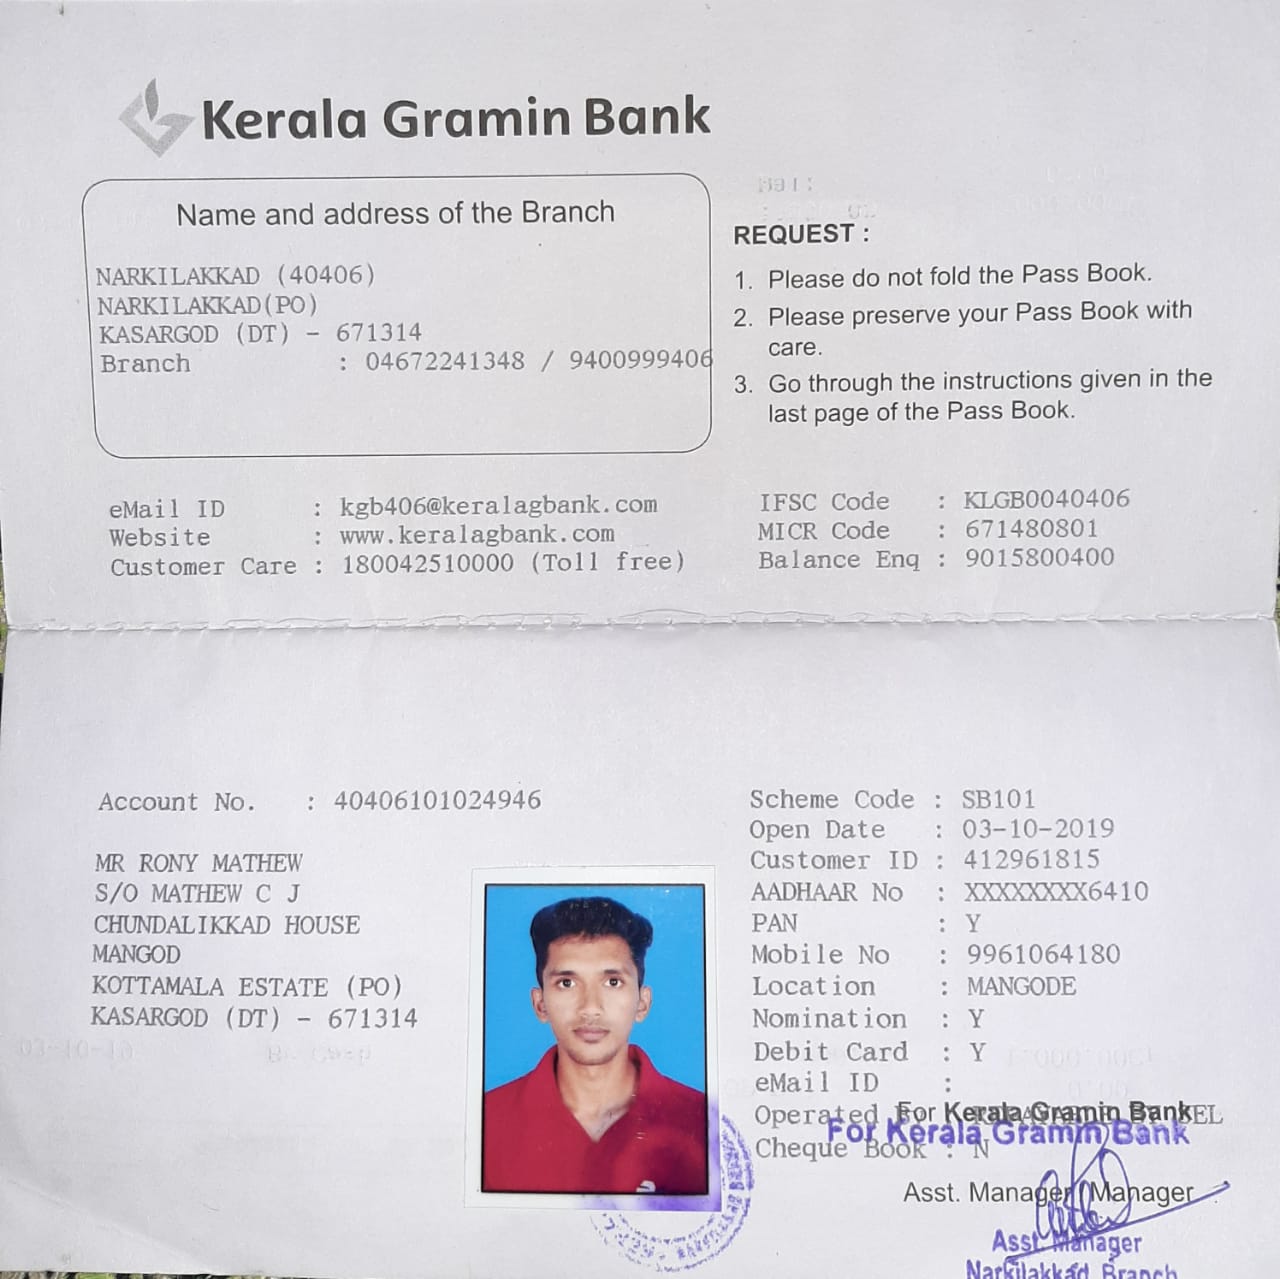 Kerala Gramin Bank
Name and address of the Branch
NARKILAKKAD (40406)
NARKILAKKAD(PO)
KASARGOD (DT) - 671314
Branch : 04672241348 / 9400999406
REQUEST :
1. Please do not fold the Pass Book.
2. Please preserve your Pass Book with
care.
3. Go through the instructions given in the
last page of the Pass Book.
eMail ID : kgb406@keralagbank.com
Website : www.keralagbank.com
Customer Care : 180042510000 (Toll free)
IFSC Code : KLGB0040406
MICR Code : 671480801
Balance Enq : 9015800400
Account No. : 40406101024946
MR RONY MATHEW
S/O MATHEW C J
CHUNDALIKKAD HOUSE
MANGOD
KOTTAMALA ESTATE (PO)
KASARGOD (DT) - 671314
Scheme Code : SB101
Open Date : 03-10-2019
Customer ID : 412961815
AADHAAR No : XXXXXXXX6410
PAN : Y
Mobile No : 9961064180
Location : MANGODE
Nomination : Y
Debit Card : Y
eMail ID :
Operated
For Kerala Gramin Bank
For Kerala Gramin Bank
Cheque Book : N
Asst. Manager / Manager
Asst. Manager
Narkilakkad Branch